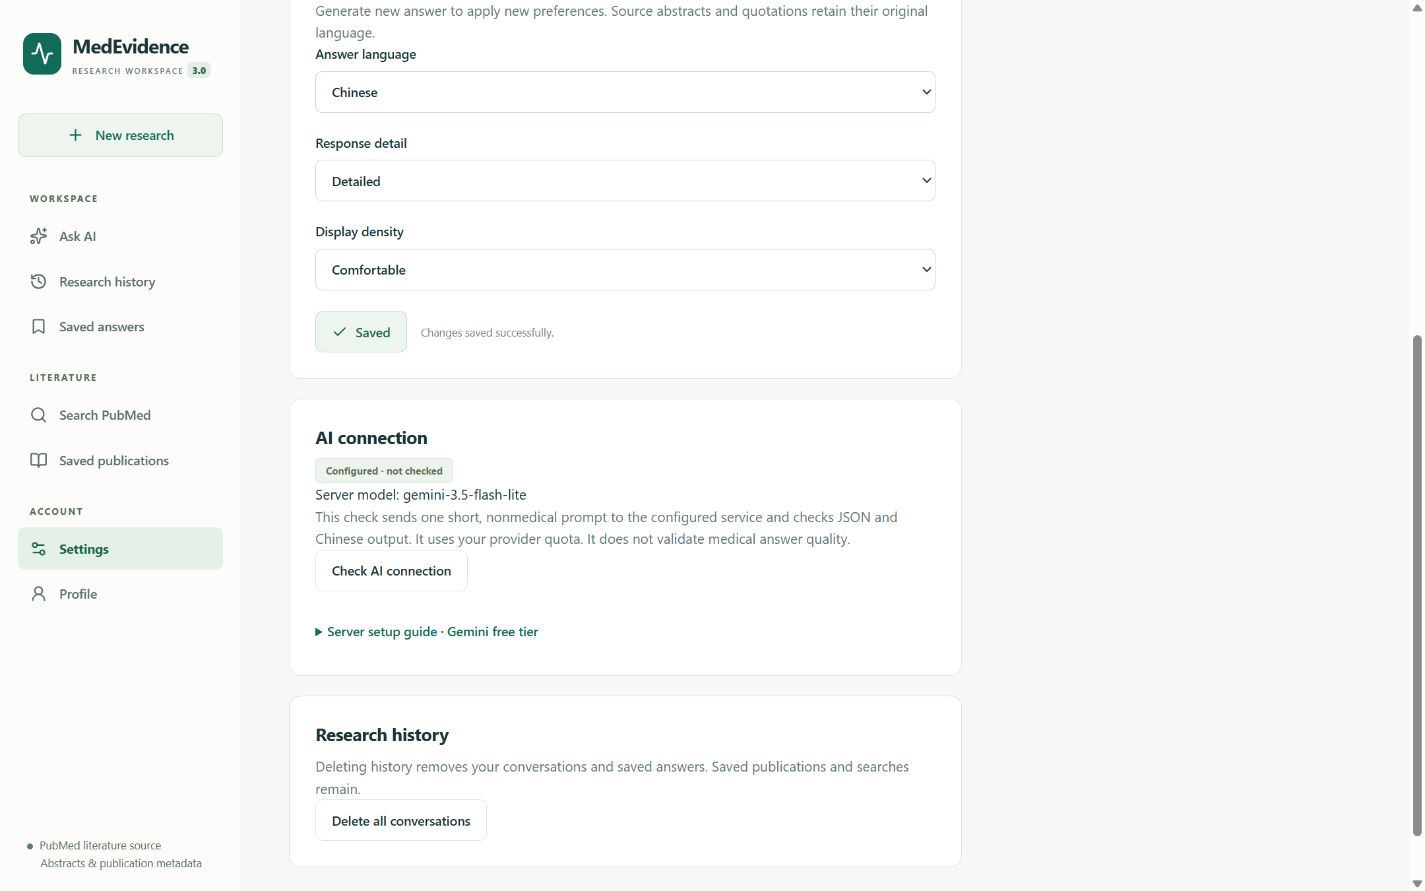 MedEvidence
RESEARCH WORKSPACE 3.0
New research
WORKSPACE
Ask AI
Research history
Saved answers
LITERATURE
Search PubMed
Saved publications
ACCOUNT
Settings
Profile
PubMed literature source
Abstracts & publication metadata
Generate new answer to apply new preferences. Source abstracts and quotations retain their original
language.
Answer language
Chinese
Response detail
Detailed
Display density
Comfortable
Saved Changes saved successfully.
AI connection
Configured · not checked
Server model: gemini-3.5-flash-lite
This check sends one short, nonmedical prompt to the configured service and checks JSON and
Chinese output. It uses your provider quota. It does not validate medical answer quality.
Check AI connection
Server setup guide · Gemini free tier
Research history
Deleting history removes your conversations and saved answers. Saved publications and searches
remain.
Delete all conversations